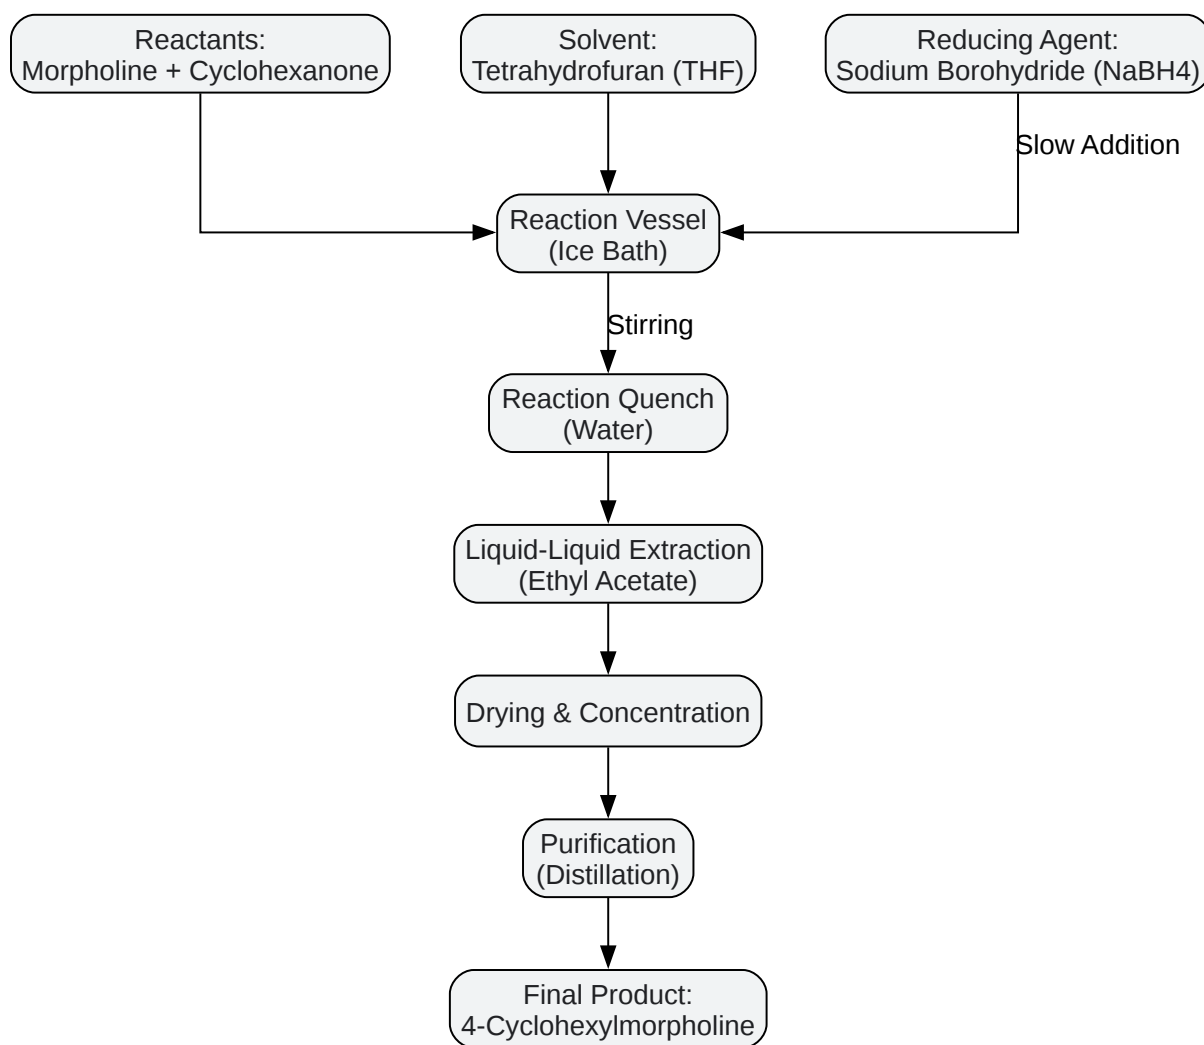 Reactants:
Morpholine + Cyclohexanone
Solvent:
Tetrahydrofuran (THF)
Reducing Agent:
Sodium Borohydride (NaBH4)
Slow Addition
Reaction Vessel
(Ice Bath)
Stirring
Reaction Quench
(Water)
Liquid-Liquid Extraction
(Ethyl Acetate)
Drying & Concentration
Purification
(Distillation)
Final Product:
4-Cyclohexylmorpholine